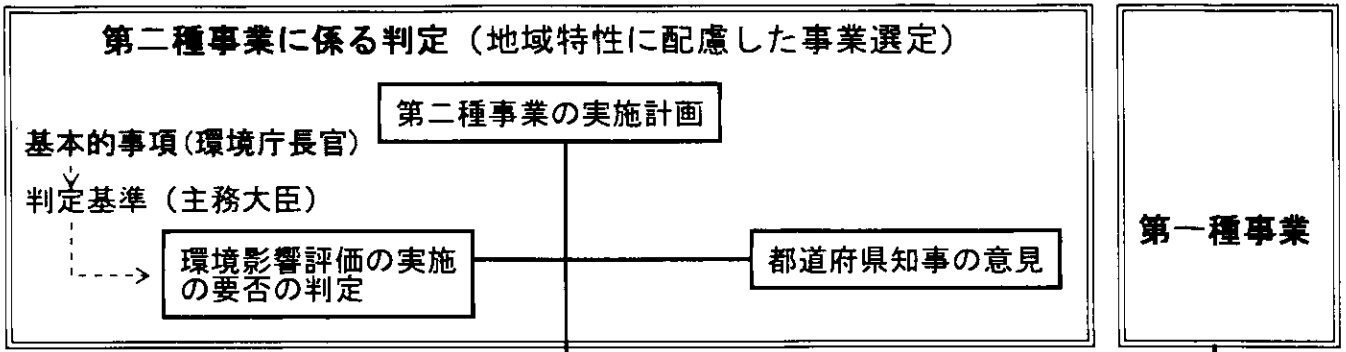 第二種事業に係る判定（地域特性に配慮した事業選定）
第二種事業の実施計画
基本的事項(環境庁長官)
判定基準（主務大臣）
環境影響評価の実施
の要否の判定
都道府県知事の意見
第一種事業